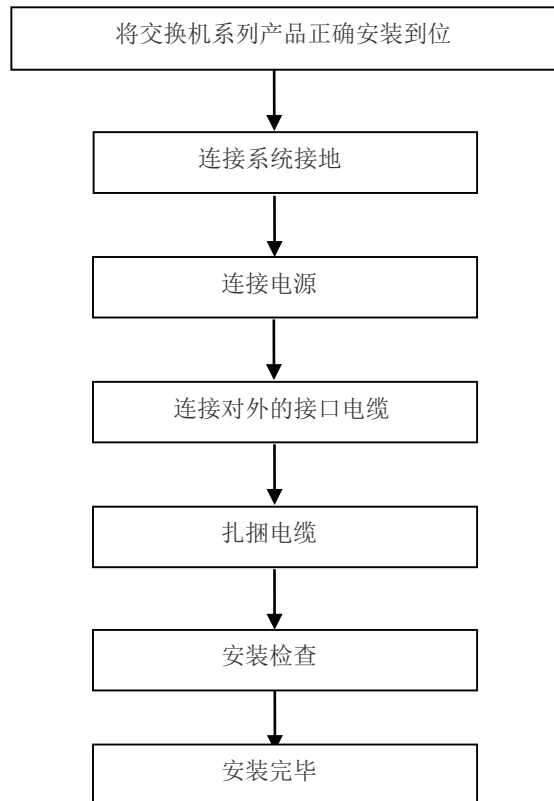 将交换机系列产品正确安装到位
连接系统接地
连接电源
连接对外的接口电缆
扎捆电缆
安装检查
安装完毕